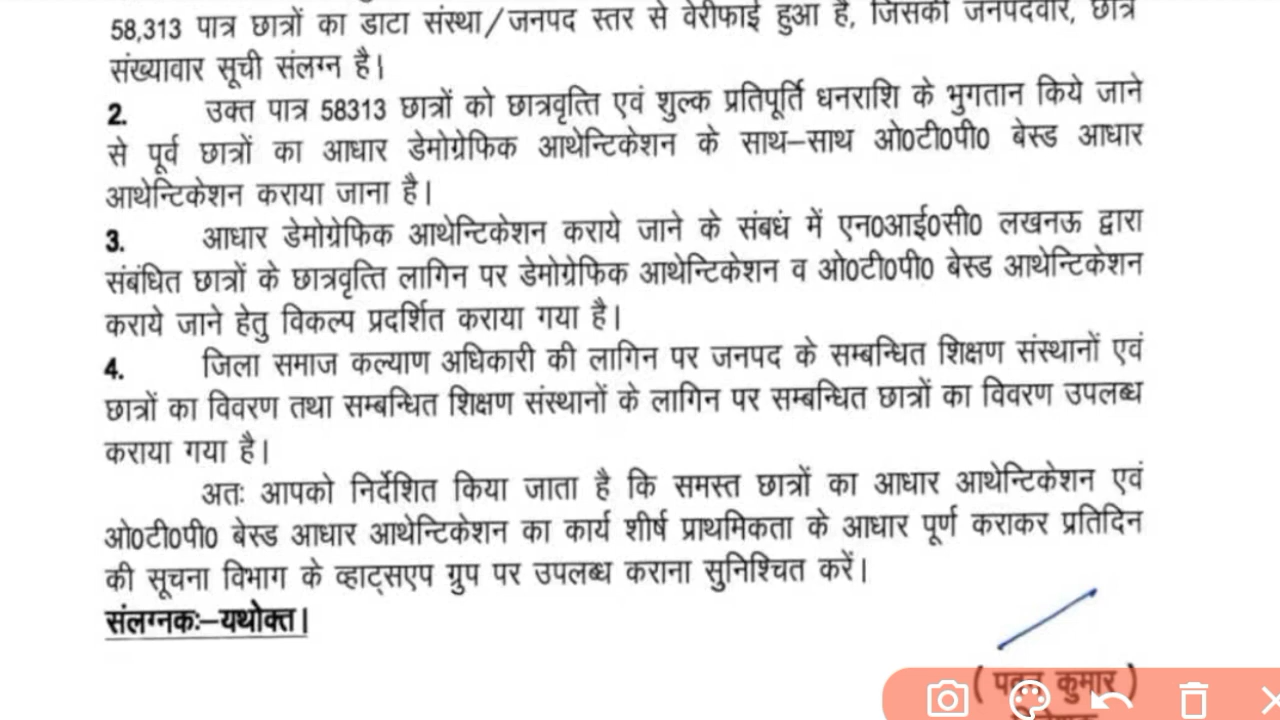 58,313 पात्र छात्रों का डाटा संस्था/जनपद स्तर से वेरीफाई हुआ है, जिसकी जनपदवार, छात्र
संख्यावार सूची संलग्न है।
2. उक्त पात्र 58313 छात्रों को छात्रवृत्ति एवं शुल्क प्रतिपूर्ति धनराशि के भुगतान किये जाने
से पूर्व छात्रों का आधार डेमोग्रेफिक आथेन्टिकेशन के साथ–साथ ओ0टी0पी0 बेस्ड आधार
आथेन्टिकेशन कराया जाना है।
3. आधार डेमोग्रेफिक आथेन्टिकेशन कराये जाने के संबधं में एन0आई0सी0 लखनऊ द्वारा
संबंधित छात्रों के छात्रवृत्ति लागिन पर डेमोग्रेफिक आथेन्टिकेशन व ओ0टी0पी0 बेस्ड आथेन्टिकेशन
कराये जाने हेतु विकल्प प्रदर्शित कराया गया है।
4. जिला समाज कल्याण अधिकारी की लागिन पर जनपद के सम्बन्धित शिक्षण संस्थानों एवं
छात्रों का विवरण तथा सम्बन्धित शिक्षण संस्थानों के लागिन पर सम्बन्धित छात्रों का विवरण उपलब्ध
कराया गया है।
अतः आपको निर्देशित किया जाता है कि समस्त छात्रों का आधार आथेन्टिकेशन एवं
ओ0टी0पी0 बेस्ड आधार आथेन्टिकेशन का कार्य शीर्ष प्राथमिकता के आधार पूर्ण कराकर प्रतिदिन
की सूचना विभाग के व्हाट्सएप ग्रुप पर उपलब्ध कराना सुनिश्चित करें।
संलग्नकः–यथोक्त।
( पवन कुमार )